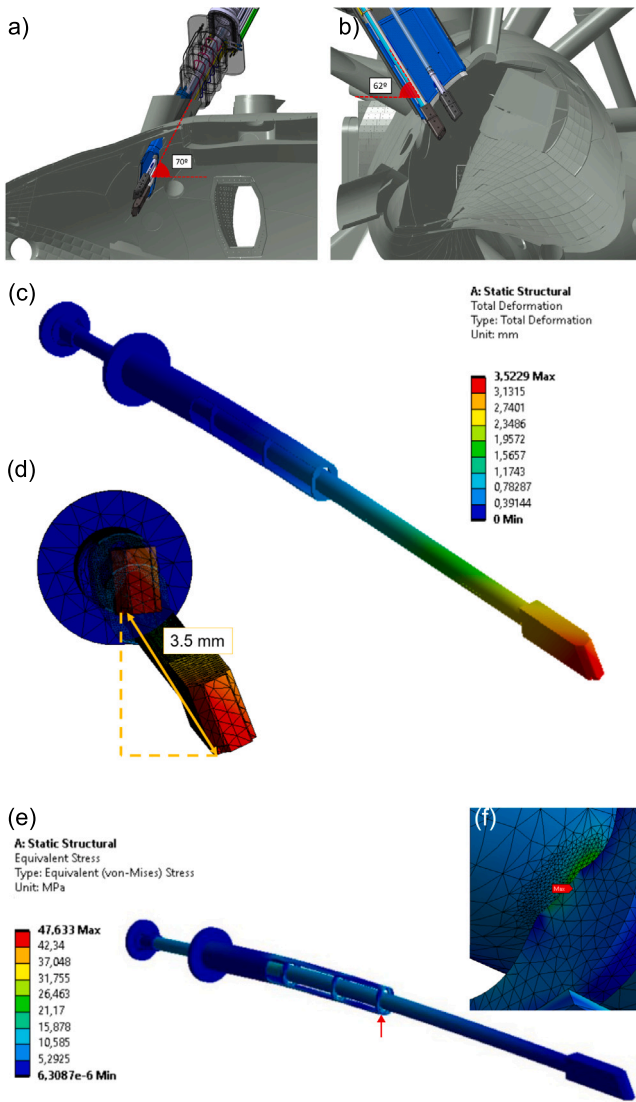 a)
b)
70º
62º
(c)
A: Static Structural
Total Deformation
Type: Total Deformation
Unit: mm
3,5229 Max
3,1315
2,7401
2,3486
1,9572
1,5657
1,1743
0,78287
0,39144
0 Min
(d)
3.5 mm
(e)
A: Static Structural
Equivalent Stress
Type: Equivalent (von-Mises) Stress
Unit: MPa
47,633 Max
42,34
37,048
31,755
26,463
21,17
15,878
10,585
5,2925
6,3087e-6 Min
(f)
Max